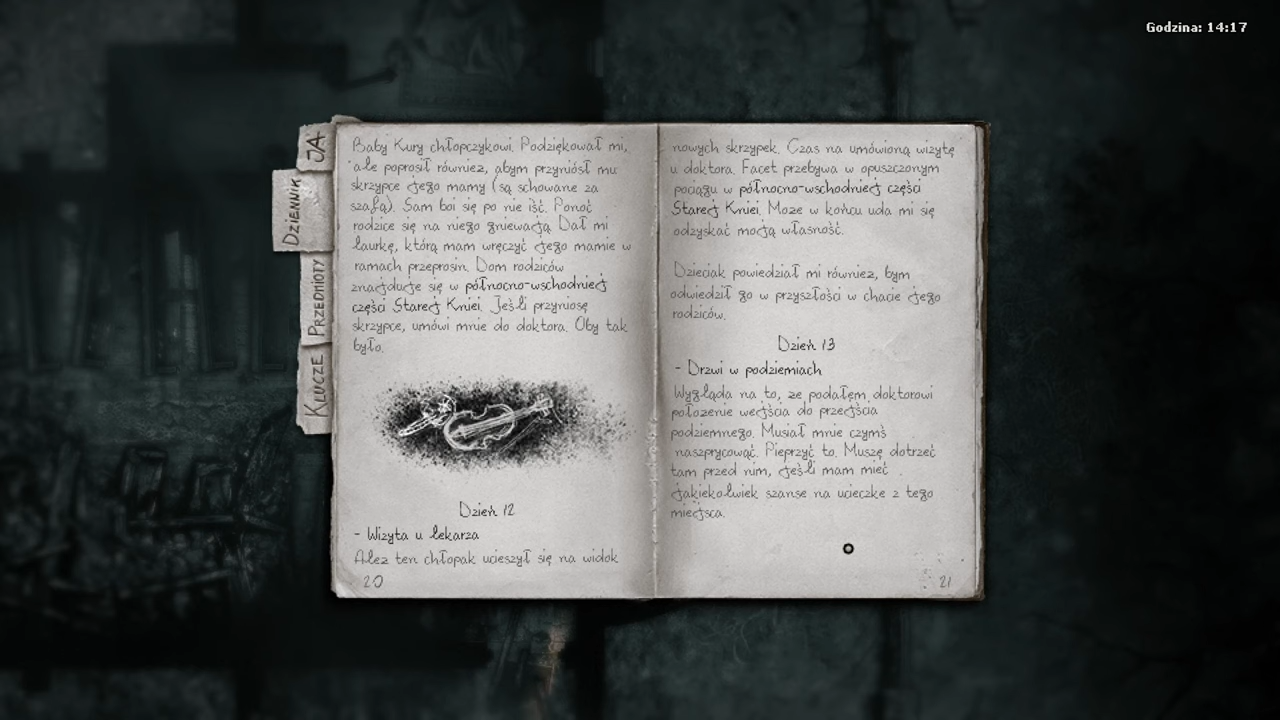 Godzina: 14:17
JA
DZIENNIK
PRZEDMIOTY
KLUCZE
Baby Kury chłopczykowi. Podziękował mi,
ale poprosił również, abym przyniósł mu
skrzypce jego mamy (są schowane za
szafą). Sam boi się po nie iść. Ponoć
rodzice się na niego gniewają. Dał mi
laurkę, którą mam wręczyć jego mamie w
ramach przeprosin. Dom rodziców
znajduje się w północno-wschodniej
części Starej Kniei. Jeśli przyniosę
skrzypce, umówi mnie do doktora. Oby tak
było.
Dzień 12
- Wizyta u lekarza
Ależ ten chłopak ucieszył się na widok
20
nowych skrzypek. Czas na umówioną wizytę
u doktora. Facet przebywa w opuszczonym
pociągu w północno-wschodniej części
Starej Kniei. Może w końcu uda mi się
odzyskać moją własność.
Dzieciak powiedział mi również, bym
odwiedził go w przyszłości w chacie jego
rodziców.
Dzień 13
- Drzwi w podziemiach
Wygląda na to, że podałem doktorowi
położenie wejścia do przejścia
podziemnego. Musiał mnie czymś
naszprycować. Pieprzyć to. Muszę dotrzeć
tam przed nim, jeśli mam mieć
jakiekolwiek szanse na ucieczkę z tego
miejsca.
21